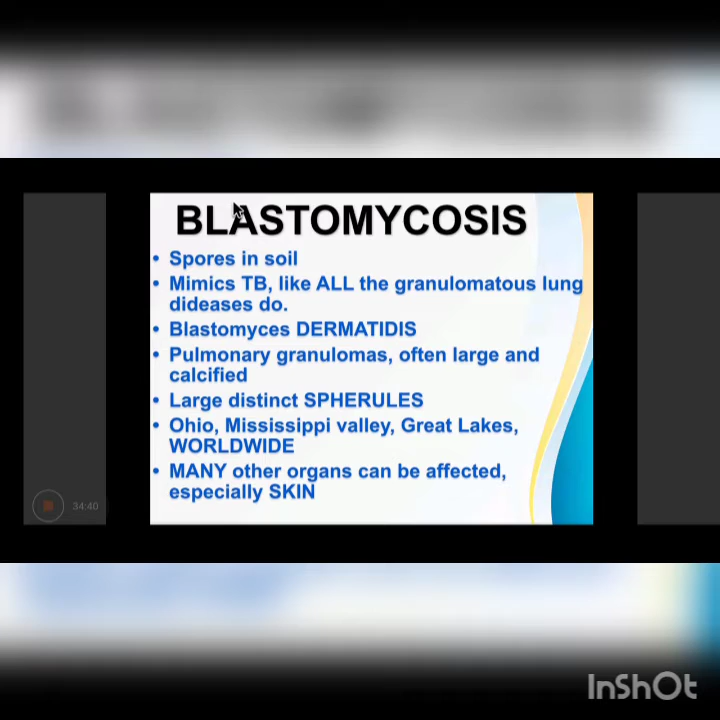 BLASTOMYCOSIS
• Spores in soil
• Mimics TB, like ALL the granulomatous lung
dideases do.
• Blastomyces DERMATIDIS
• Pulmonary granulomas, often large and
calcified
• Large distinct SPHERULES
• Ohio, Mississippi valley, Great Lakes,
WORLDWIDE
• MANY other organs can be affected,
especially SKIN
34:40
InShOt